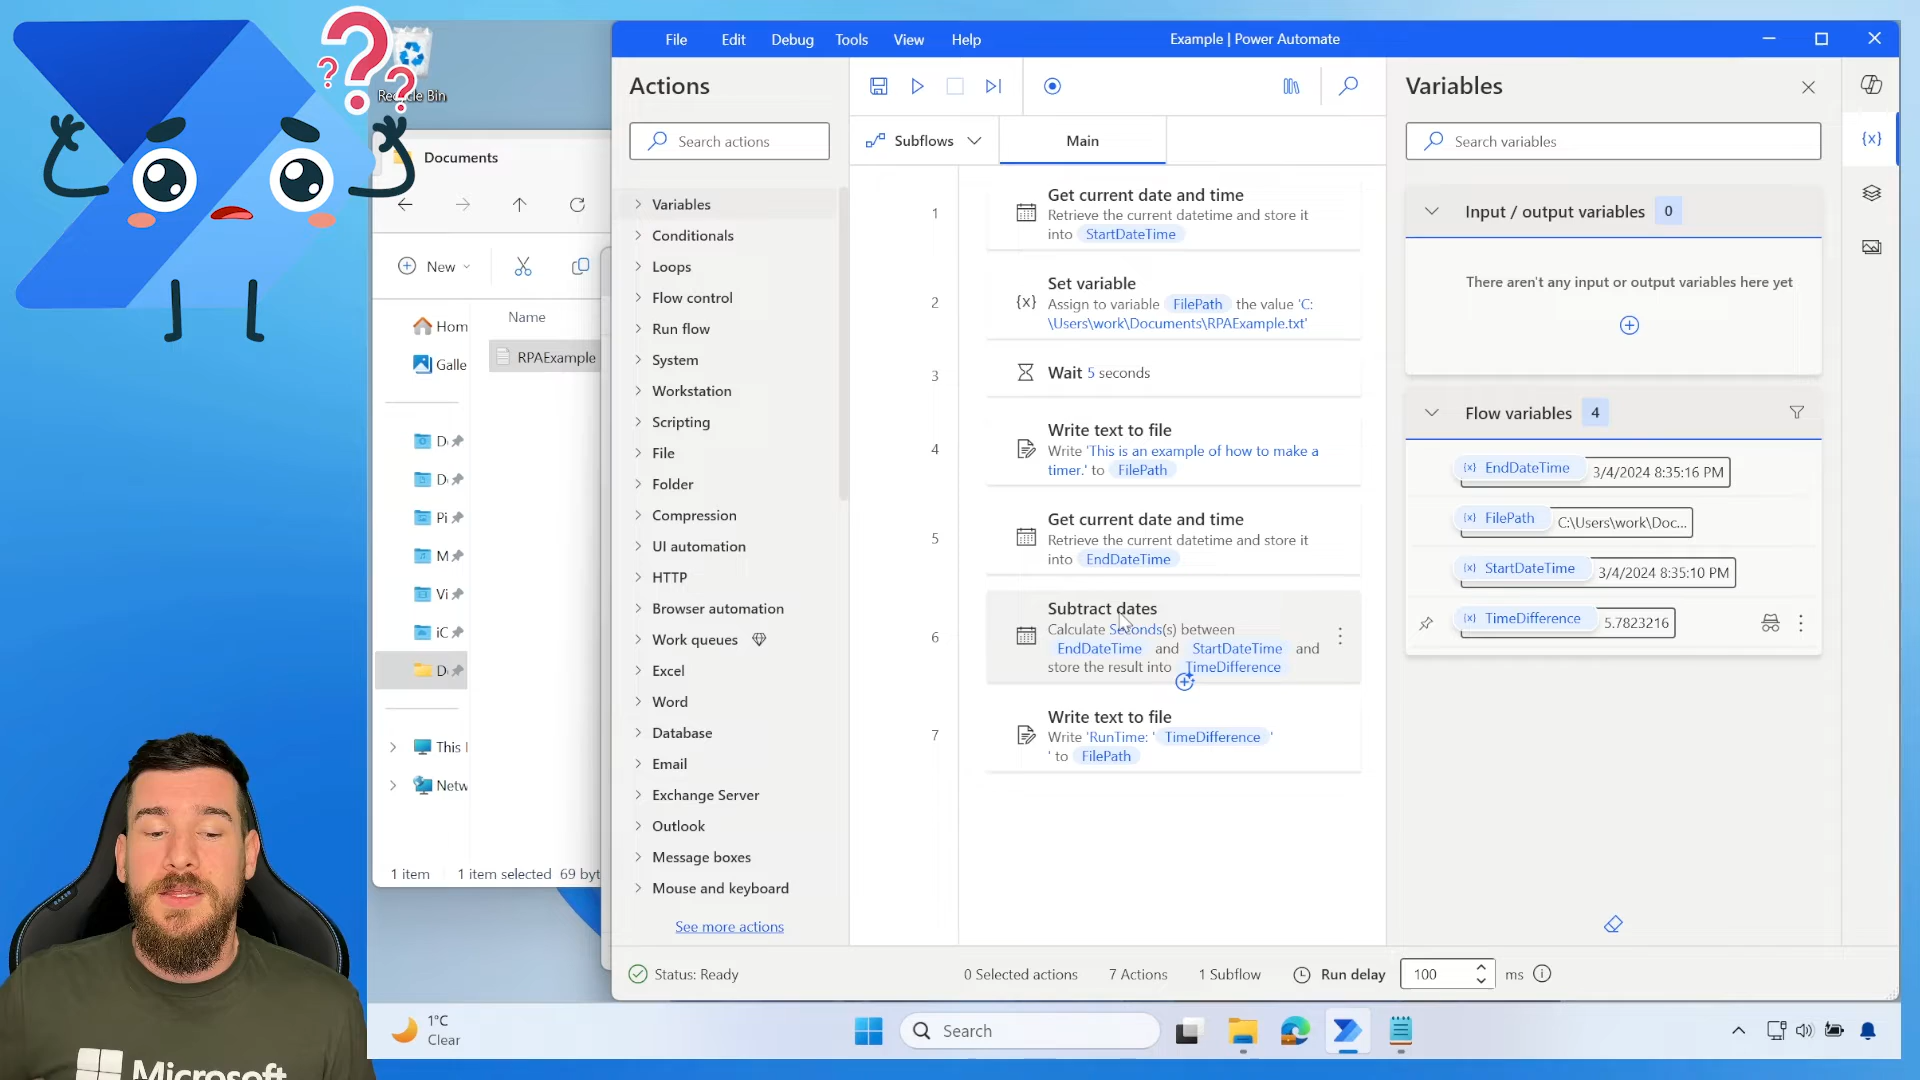 ? ? ? ?
Recycle Bin
File Edit Debug Tools View Help
Example | Power Automate
Documents
New
Name
Home
RPAExample
This
1 item 1 item selected 69 byt
Actions
Search actions
Variables
Conditionals
Loops
Flow control
Run flow
System
Workstation
Scripting
File
Folder
Compression
UI automation
HTTP
Browser automation
Work queues
Excel
Word
Database
Email
Exchange Server
Outlook
Message boxes
Mouse and keyboard
See more actions
Subflows
Main
1
Get current date and time
Retrieve the current datetime and store it
into StartDateTime
2
Set variable
{x} Assign to variable FilePath the value 'C:
\Users\work\Documents\RPAExample.txt'
3
Wait 5 seconds
4
Write text to file
Write 'This is an example of how to make a
timer.' to FilePath
5
Get current date and time
Retrieve the current datetime and store it
into EndDateTime
6
Subtract dates
Calculate Seconds(s) between
EndDateTime and StartDateTime and
store the result into TimeDifference
7
Write text to file
Write 'RunTime: ' TimeDifference '
' to FilePath
Variables
Search variables
{x}
Input / output variables 0
There aren't any input or output variables here yet
Flow variables 4
(x) EndDateTime 3/4/2024 8:35:16 PM
(x) FilePath C:\Users\work\Doc...
(x) StartDateTime 3/4/2024 8:35:10 PM
(x) TimeDifference 5.7823216
Status: Ready
0 Selected actions 7 Actions 1 Subflow Run delay 100 ms
1°C
Clear
Search
RAZER
Microsoft